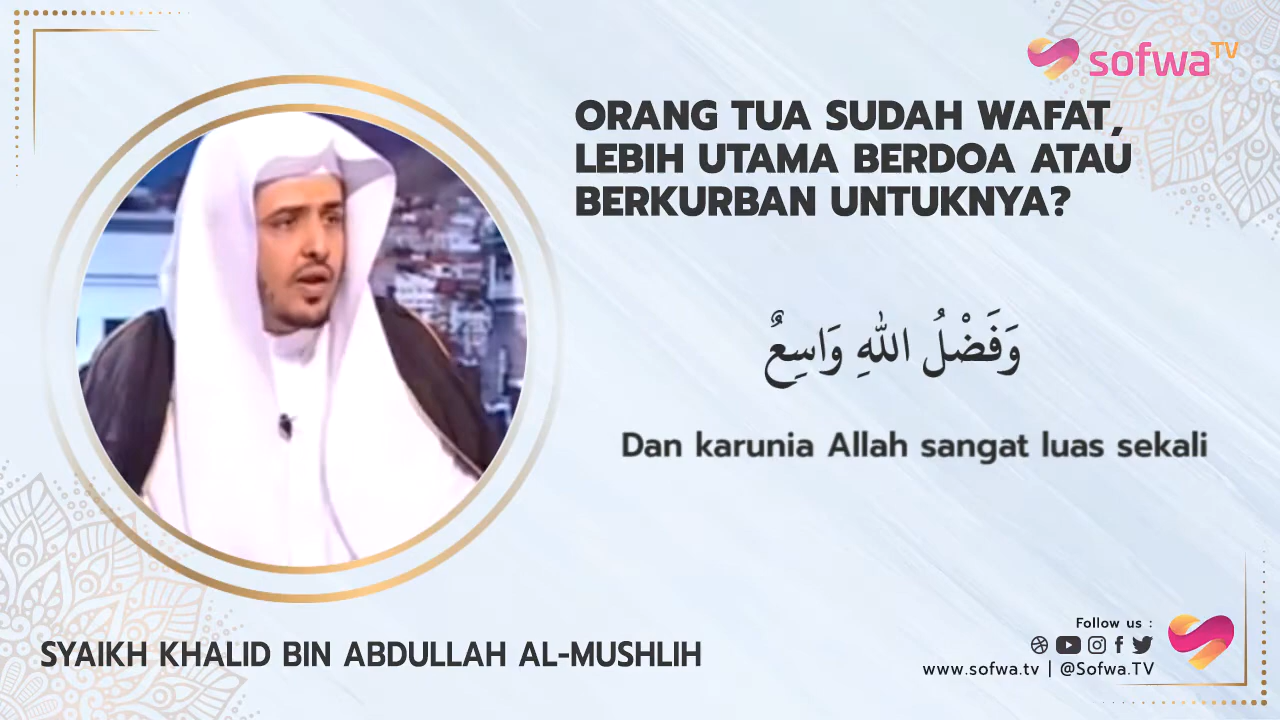 sofwa TV
ORANG TUA SUDAH WAFAT,
LEBIH UTAMA BERDOA ATAU
BERKURBAN UNTUKNYA?
وَفَضْلُ اللهِ وَاسِعٌ
Dan karunia Allah sangat luas sekali
SYAIKH KHALID BIN ABDULLAH AL-MUSHLIH
Follow us :
www.sofwa.tv | @Sofwa.TV